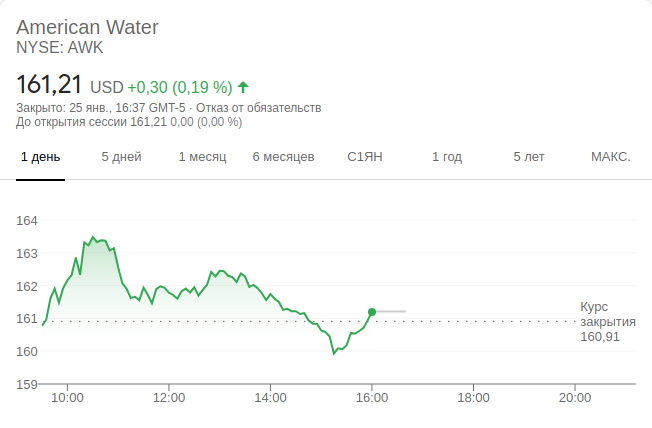 American Water
NYSE: AWK
161,21 USD +0,30 (0,19 %)
Закрыто: 25 янв., 16:37 GMT-5 · Отказ от обязательств
До открытия сессии 161,21 0,00 (0,00 %)
1 день 5 дней 1 месяц 6 месяцев С1ЯН 1 год 5 лет МАКС.
164
163
162
161
160
159
Курс
закрытия
160,91
10:00 12:00 14:00 16:00 18:00 20:00